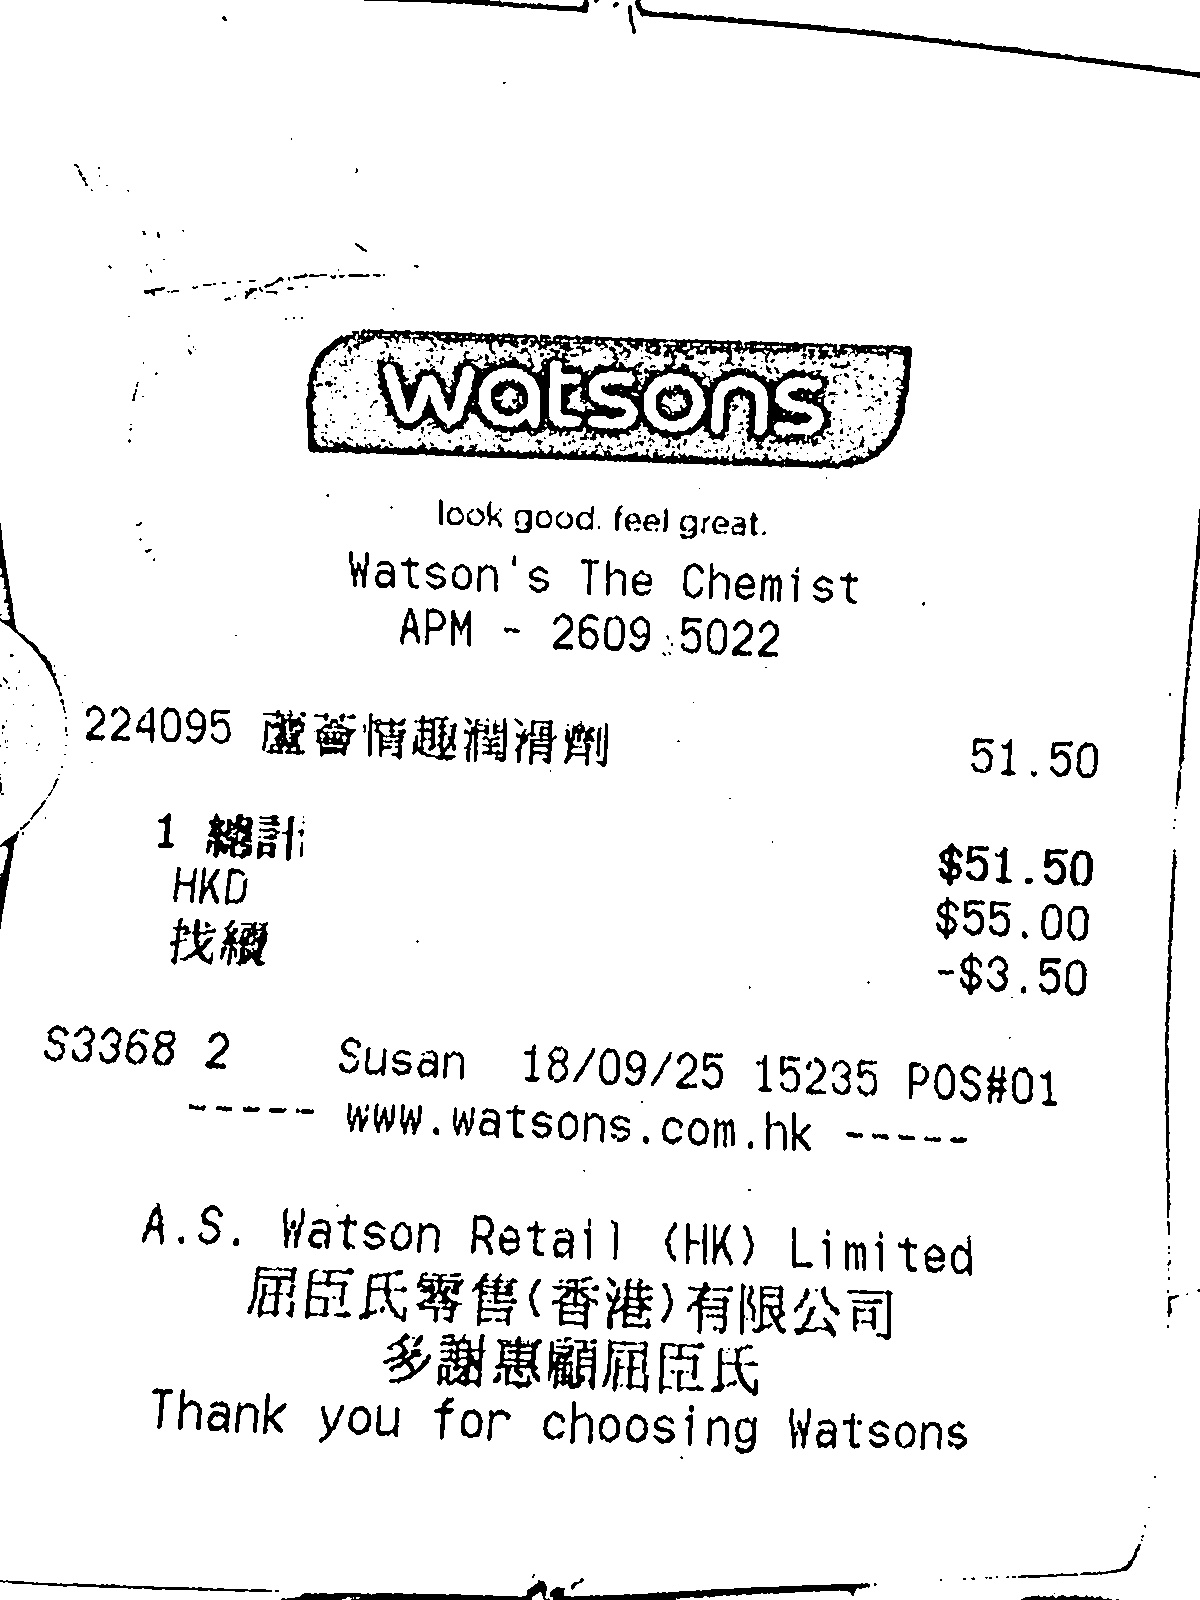 watsons
look good. feel great.
Watson's The Chemist
APM - 2609 5022
224095 蘆薈情趣潤滑劑 51.50
1 總計 $51.50
HKD $55.00
找續 -$3.50
S3368 2 Susan 18/09/25 15235 POS#01
----- www.watsons.com.hk -----
A.S. Watson Retail (HK) Limited
屈臣氏零售(香港)有限公司
多謝惠顧屈臣氏
Thank you for choosing Watsons